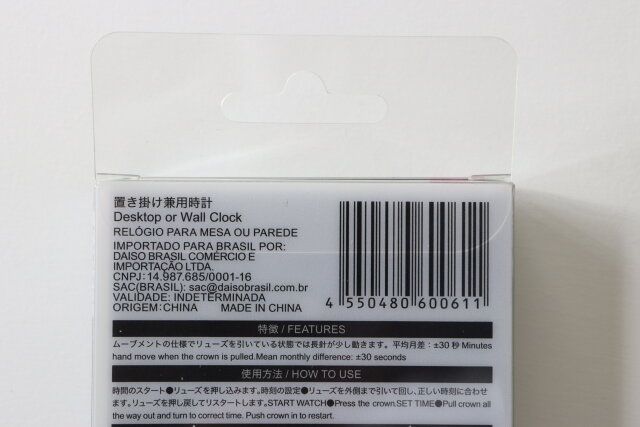 置き掛け兼用時計
Desktop or Wall Clock
RELÓGIO PARA MESA OU PAREDE
IMPORTADO PARA BRASIL POR:
DAISO BRASIL COMÉRCIO E
IMPORTAÇÃO LTDA.
CNPJ:14.987.685/0001-16
SAC(BRASIL): sac@daisobrasil.com.br
VALIDADE: INDETERMINADA
ORIGEM:CHINA MADE IN CHINA
4 550480 600611
特徴 / FEATURES
ムーブメントの仕様でリューズを引いている状態では長針が少し動きます。平均月差：±30 秒 Minutes
hand move when the crown is pulled.Mean monthly difference: ±30 seconds
使用方法 / HOW TO USE
時間のスタート●リューズを押し込みます。時刻の設定●リューズを外側まで引いて回し、正しい時刻に合わせ
ます。リューズを押し戻してリスタートします。START WATCH●Press the crown.SET TIME●Pull crown all
the way out and turn to correct time. Push crown in to restart.